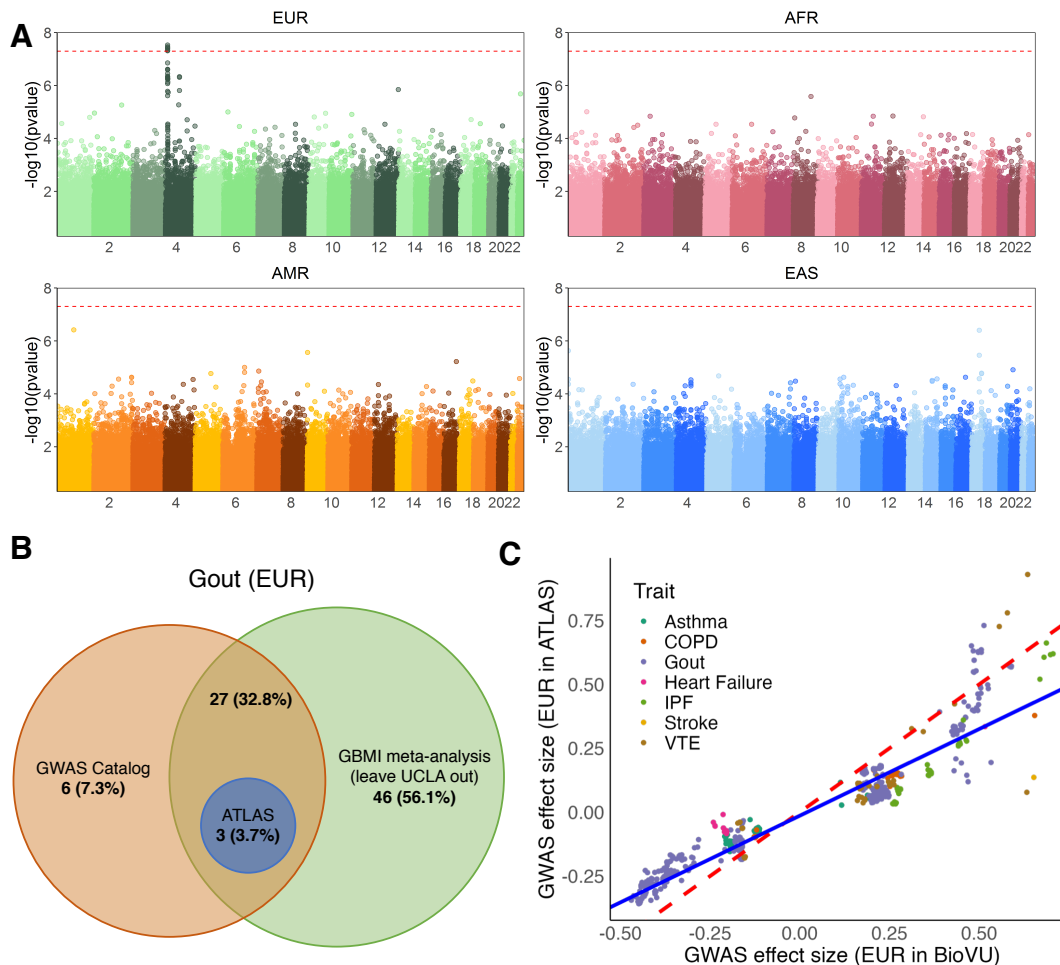 A
EUR
AFR
8
6
4
2
-log10(pvalue)
2 4 6 8 10 12 14 16 18 2022
8
6
4
2
-log10(pvalue)
2 4 6 8 10 12 14 16 18 2022
AMR
EAS
8
6
4
2
-log10(pvalue)
2 4 6 8 10 12 14 16 18 2022
8
6
4
2
-log10(pvalue)
2 4 6 8 10 12 14 16 18 2022
B
Gout (EUR)
27 (32.8%)
GWAS Catalog
6 (7.3%)
GBMI meta-analysis
(leave UCLA out)
46 (56.1%)
ATLAS
3 (3.7%)
C
GWAS effect size (EUR in ATLAS)
Trait
Asthma
COPD
Gout
Heart Failure
IPF
Stroke
VTE
0.75
0.50
0.25
0.00
-0.25
-0.50 -0.25 0.00 0.25 0.50
GWAS effect size (EUR in BioVU)